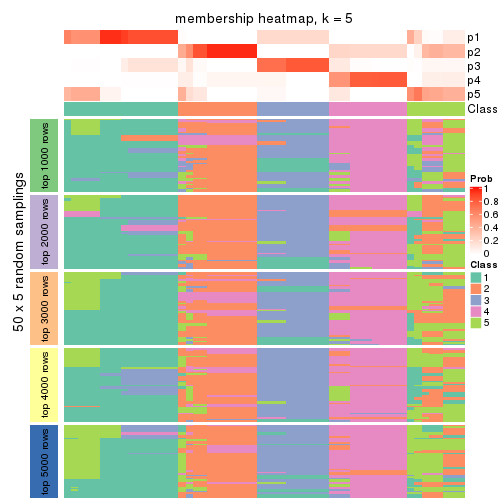 membership heatmap, k = 5
p1
p2
p3
p4
p5
Class
50 x 5 random samplings
top 1000 rows
top 2000 rows
top 3000 rows
top 4000 rows
top 5000 rows
Prob
1
0.8
0.6
0.4
0.2
0
Class
1
2
3
4
5